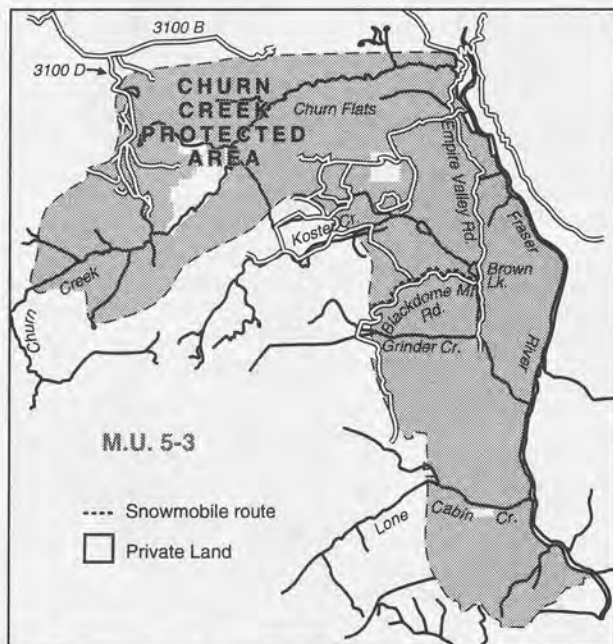 3100 B
3100 D
CHURN
CREEK
PROTECTED
AREA
Churn Flats
Empire Valley Rd.
Fraser
River
Koster Cr.
Brown
Lk.
Blackdome Mt.
Rd.
Grinder Cr.
Churn
Creek
M.U. 5-3
Snowmobile route
Private Land
Lone
Cabin
Cr.